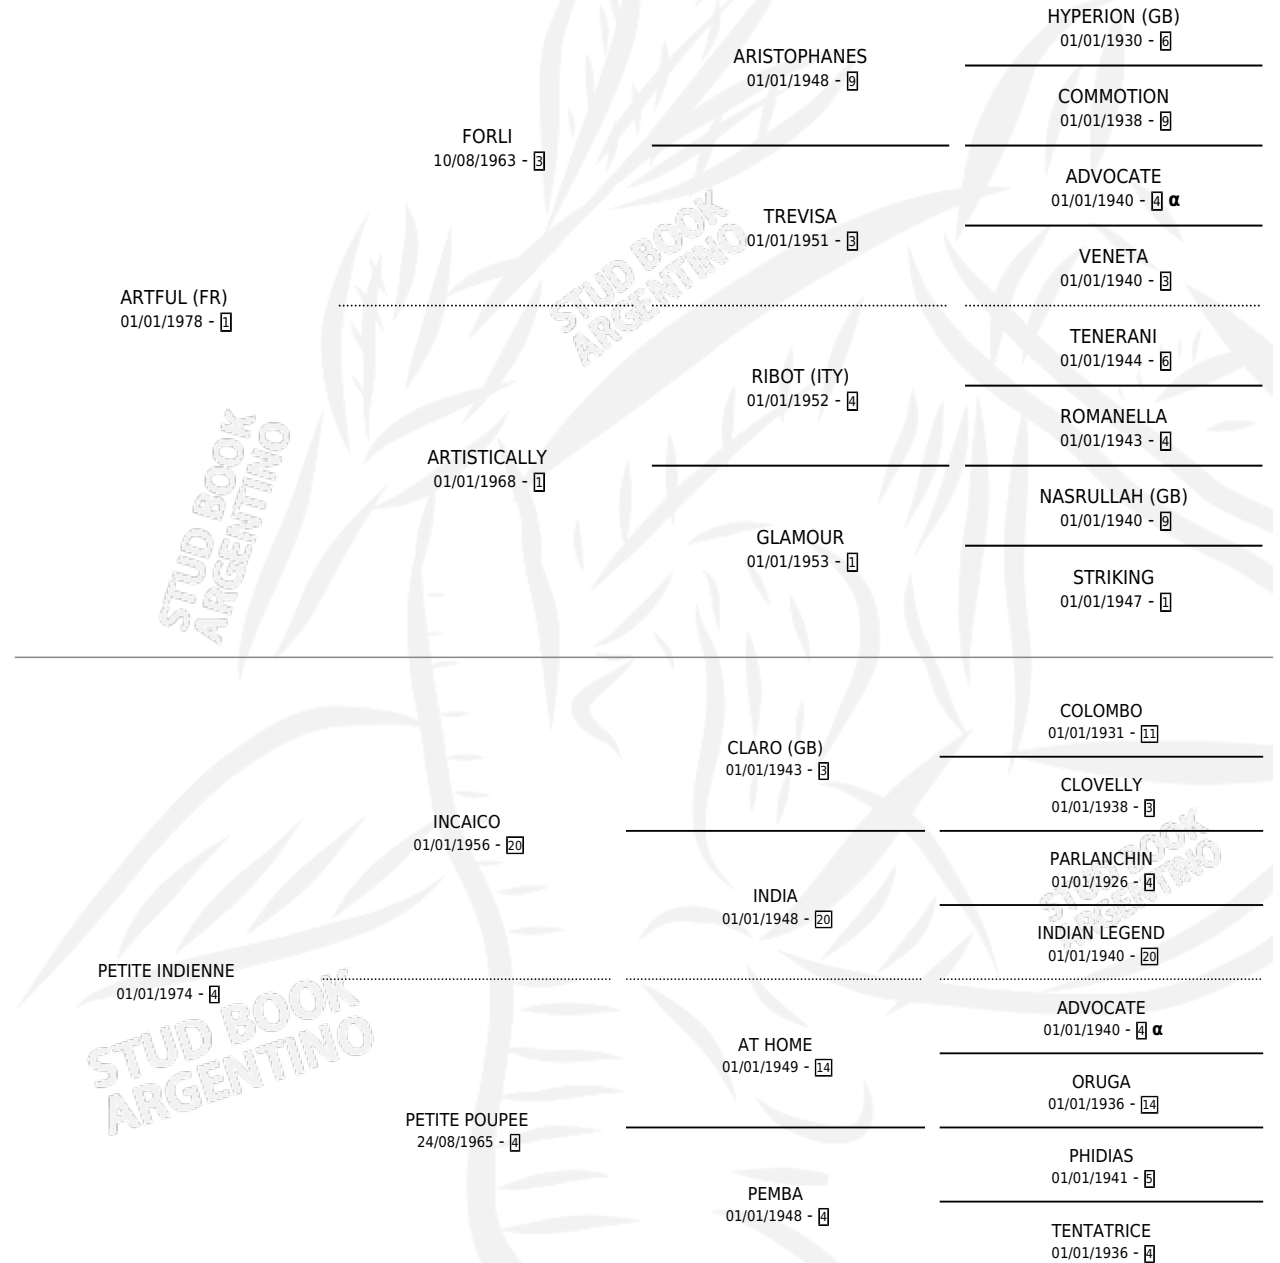 HYPERION (GB)
01/01/1930 - 6
ARISTOPHANES
01/01/1948 - 9
COMMOTION
01/01/1938 - 9
FORLI
10/08/1963 - 3
ADVOCATE
01/01/1940 - 4 α
TREVISA
01/01/1951 - 3
VENETA
01/01/1940 - 3
ARTFUL (FR)
01/01/1978 - 1
TENERANI
01/01/1944 - 6
RIBOT (ITY)
01/01/1952 - 4
ROMANELLA
01/01/1943 - 4
ARTISTICALLY
01/01/1968 - 1
NASRULLAH (GB)
01/01/1940 - 9
GLAMOUR
01/01/1953 - 1
STRIKING
01/01/1947 - 1
COLOMBO
01/01/1931 - 11
CLARO (GB)
01/01/1943 - 3
CLOVELLY
01/01/1938 - 3
INCAICO
01/01/1956 - 20
PARLANCHIN
01/01/1926 - 4
INDIA
01/01/1948 - 20
INDIAN LEGEND
01/01/1940 - 20
PETITE INDIENNE
01/01/1974 - 4
ADVOCATE
01/01/1940 - 4 α
AT HOME
01/01/1949 - 14
ORUGA
01/01/1936 - 14
PETITE POUPEE
24/08/1965 - 4
PHIDIAS
01/01/1941 - 5
PEMBA
01/01/1948 - 4
TENTATRICE
01/01/1936 - 4
STUD BOOK
ARGENTINO
STUD BOOK
ARGENTINO
STUD BOOK
ARGENTINO
STUD BOOK
ARGENTINO